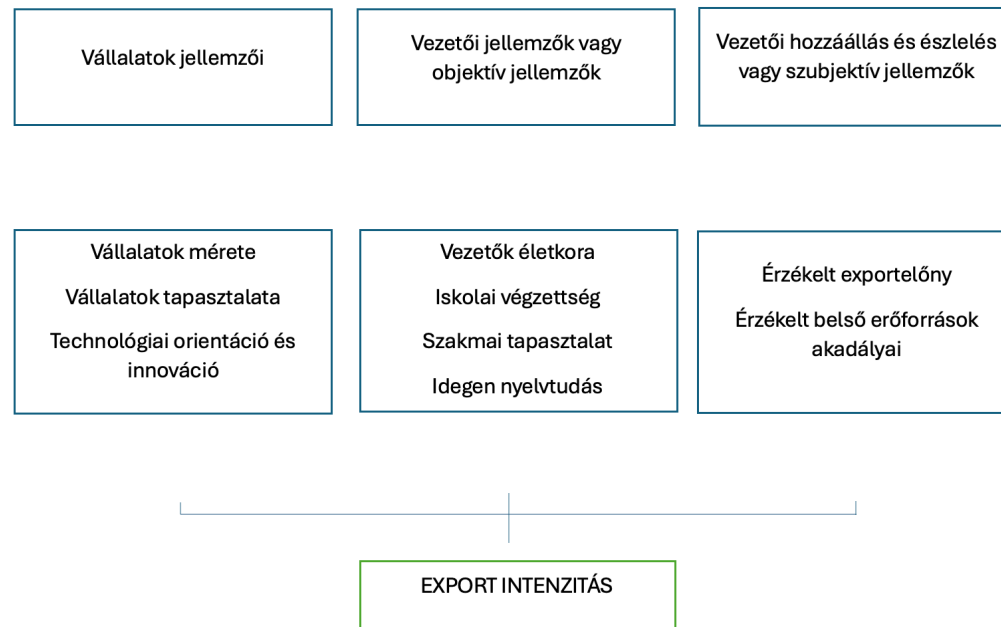 Vállalatok jellemzői
Vezetői jellemzők vagy
objektív jellemzők
Vezetői hozzáállás és észlelés
vagy szubjektív jellemzők
Vállalatok mérete
Vállalatok tapasztalata
Technológiai orientáció és
innováció
Vezetők életkora
Iskolai végzettség
Szakmai tapasztalat
Idegen nyelvtudás
Érzékelt exportelőny
Érzékelt belső erőforrások
akadályai
EXPORT INTENZITÁS